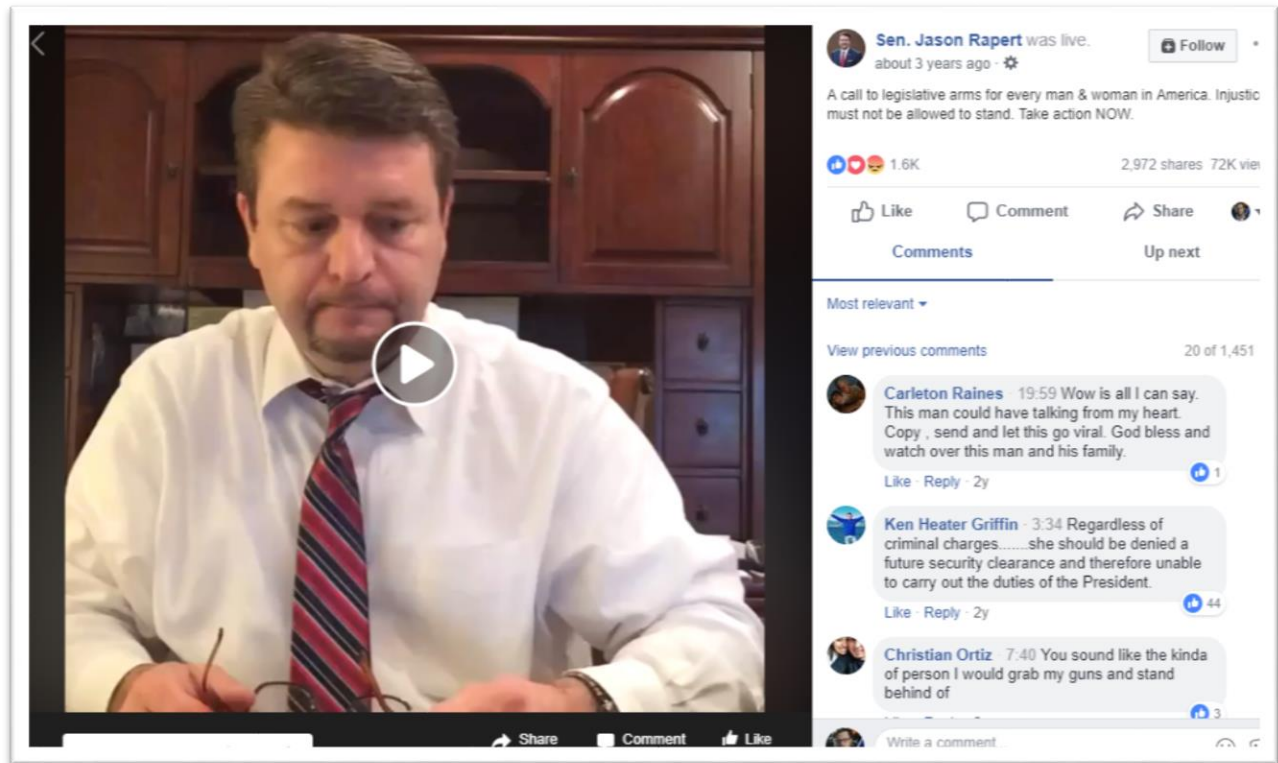 Sen. Jason Rapert was live.
Follow
about 3 years ago
A call to legislative arms for every man & woman in America. Injustic
must not be allowed to stand. Take action NOW.
1.6K
2,972 shares 72K vie
Like
Comment
Share
Comments
Up next
Most relevant
View previous comments
20 of 1,451
Carleton Raines · 19:59 Wow is all I can say.
This man could have talking from my heart.
Copy , send and let this go viral. God bless and
watch over this man and his family.
1
Like · Reply · 2y
Ken Heater Griffin · 3:34 Regardless of
criminal charges.......she should be denied a
future security clearance and therefore unable
to carry out the duties of the President.
44
Like · Reply · 2y
Christian Ortiz · 7:40 You sound like the kinda
of person I would grab my guns and stand
behind of
3
Share
Comment
Like
Write a comment...